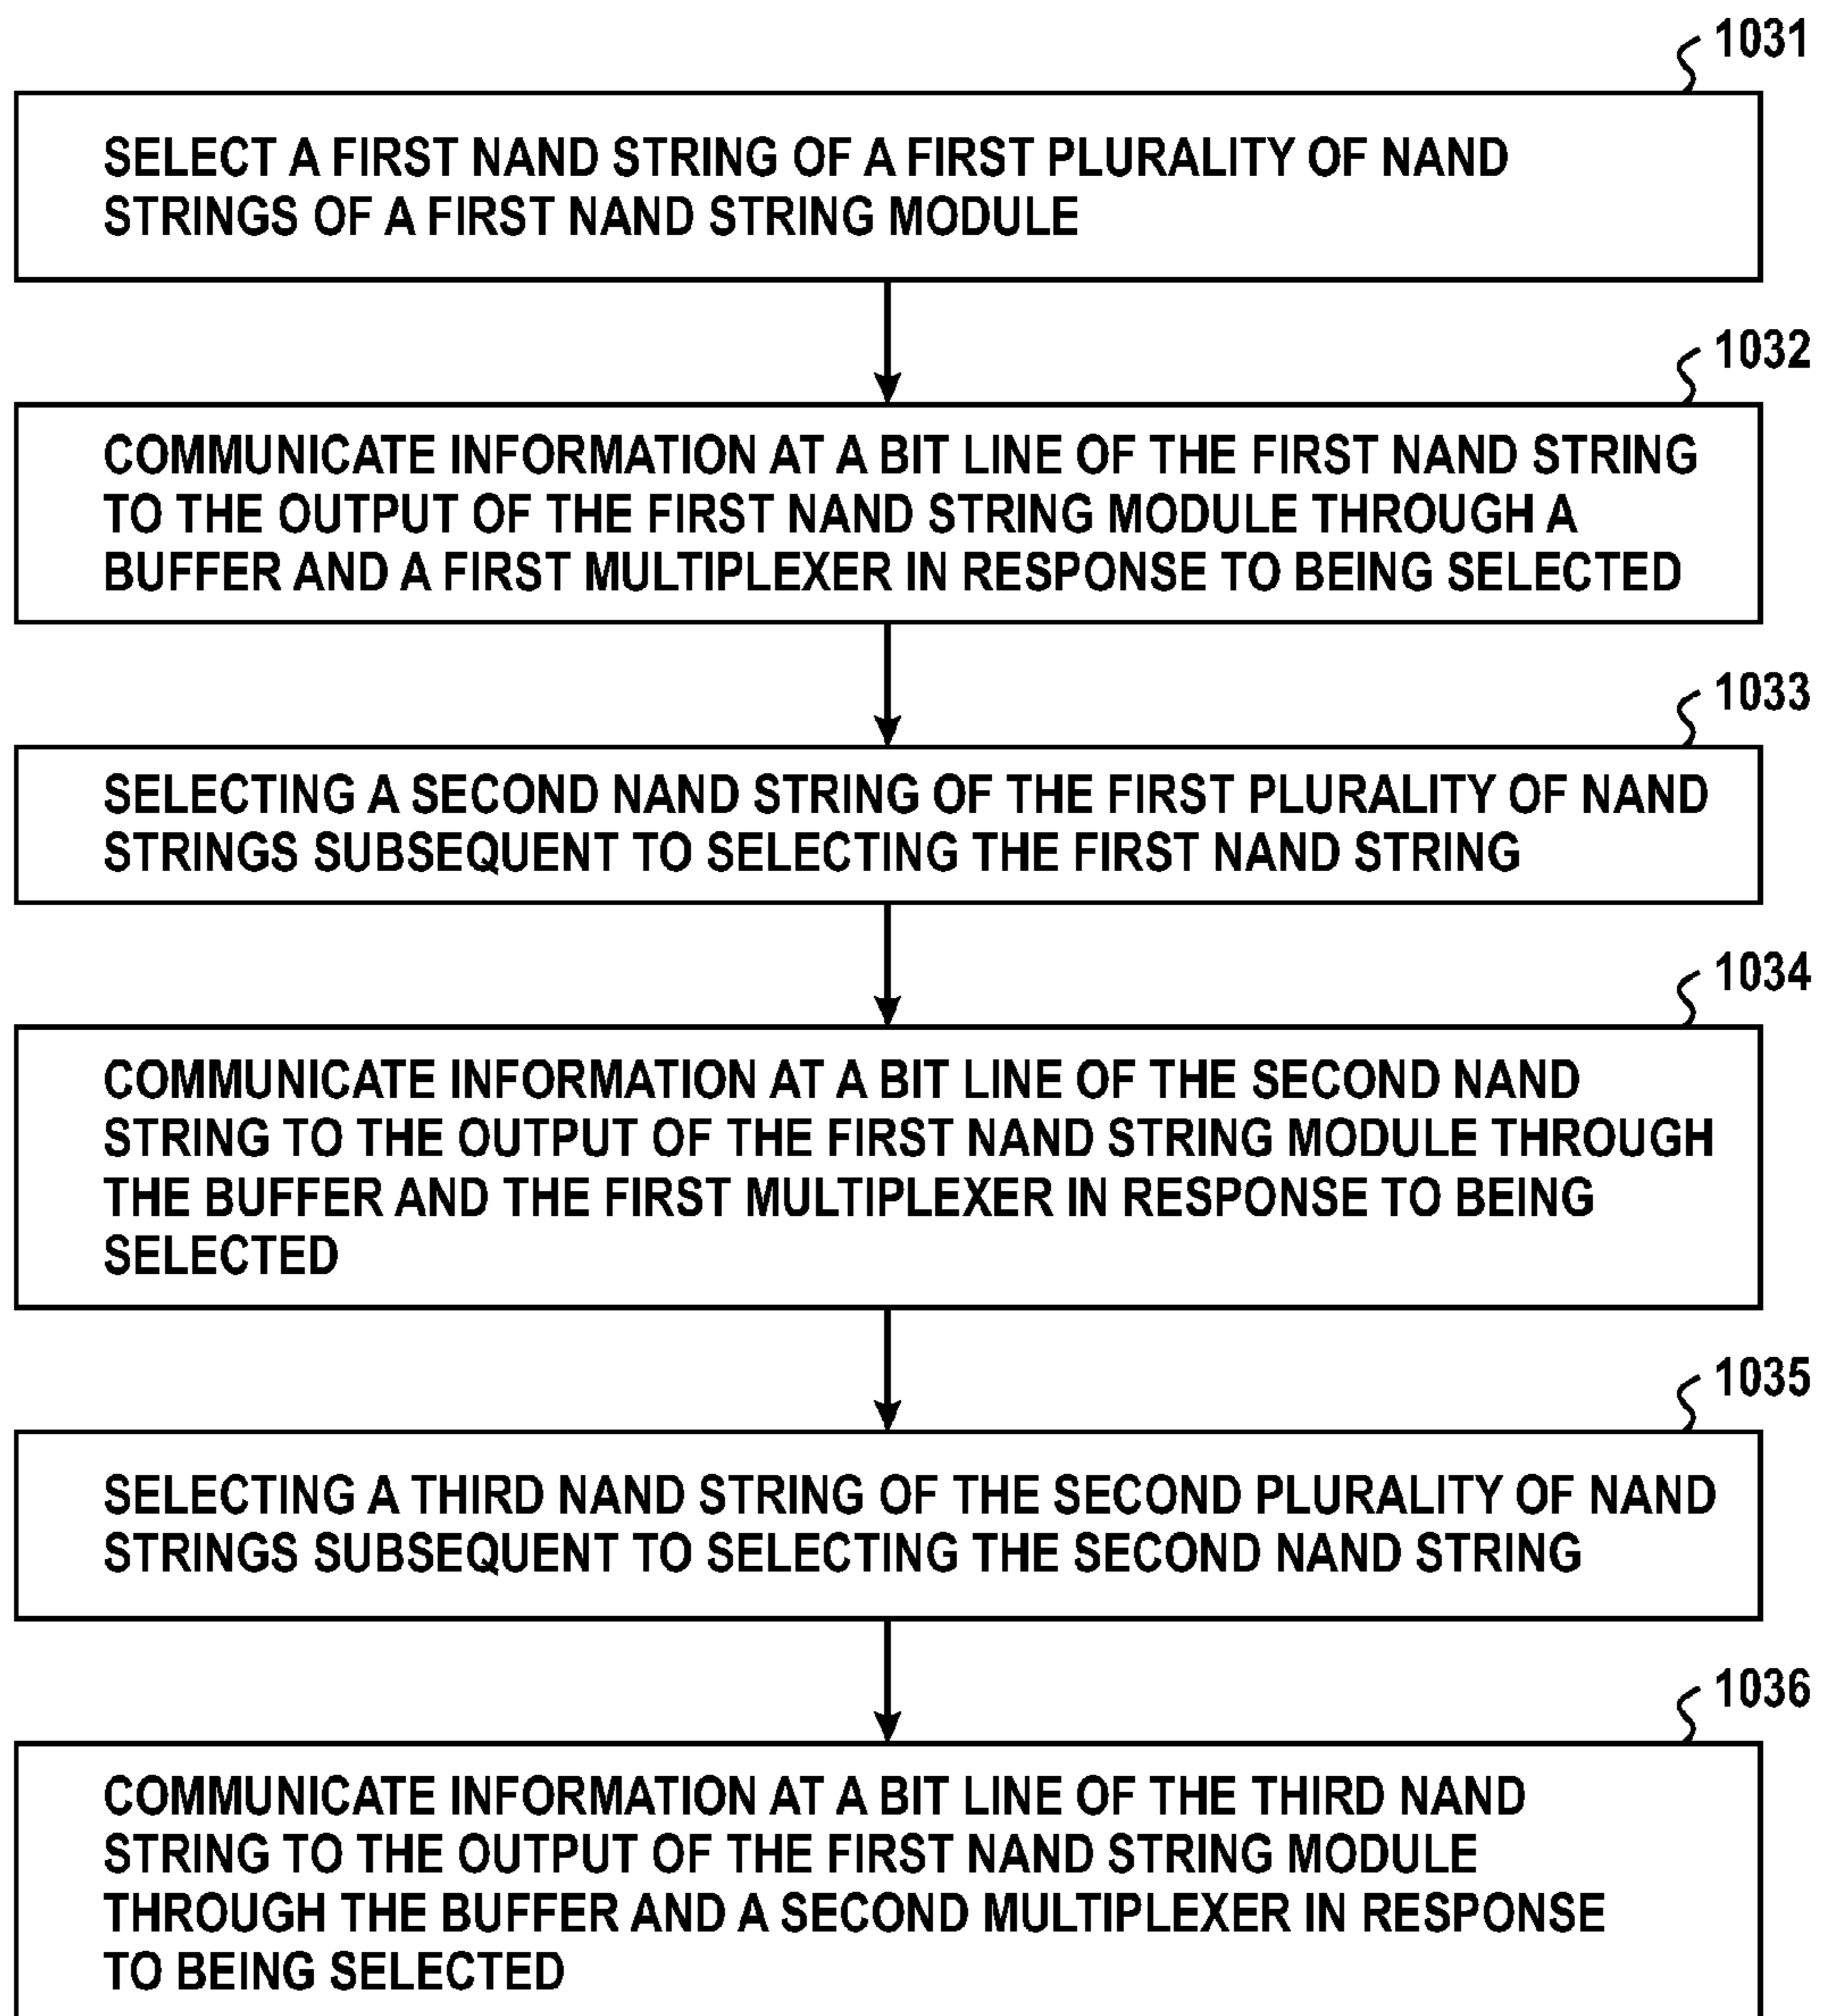 1031
SELECT A FIRST NAND STRING OF A FIRST PLURALITY OF NAND
STRINGS OF A FIRST NAND STRING MODULE
1032
COMMUNICATE INFORMATION AT A BIT LINE OF THE FIRST NAND STRING
TO THE OUTPUT OF THE FIRST NAND STRING MODULE THROUGH A
BUFFER AND A FIRST MULTIPLEXER IN RESPONSE TO BEING SELECTED
1033
SELECTING A SECOND NAND STRING OF THE FIRST PLURALITY OF NAND
STRINGS SUBSEQUENT TO SELECTING THE FIRST NAND STRING
1034
COMMUNICATE INFORMATION AT A BIT LINE OF THE SECOND NAND
STRING TO THE OUTPUT OF THE FIRST NAND STRING MODULE THROUGH
THE BUFFER AND THE FIRST MULTIPLEXER IN RESPONSE TO BEING
SELECTED
1035
SELECTING A THIRD NAND STRING OF THE SECOND PLURALITY OF NAND
STRINGS SUBSEQUENT TO SELECTING THE SECOND NAND STRING
1036
COMMUNICATE INFORMATION AT A BIT LINE OF THE THIRD NAND
STRING TO THE OUTPUT OF THE FIRST NAND STRING MODULE
THROUGH THE BUFFER AND A SECOND MULTIPLEXER IN RESPONSE
TO BEING SELECTED